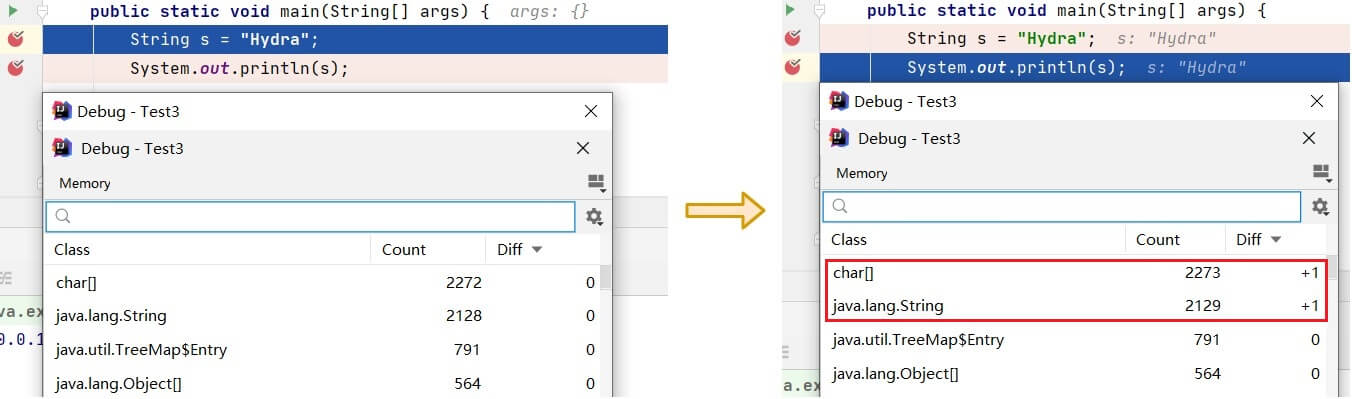 public static void main(String[] args) {  args: {}
String s = "Hydra";
System.out.println(s);
Debug - Test3
Debug - Test3
Memory
Class Count Diff
char[] 2272 0
java.lang.String 2128 0
java.util.TreeMap$Entry 791 0
java.lang.Object[] 564 0
va.ex
0.0.1
public static void main(String[] args) {
String s = "Hydra";  s: "Hydra"
System.out.println(s);  s: "Hydra"
Debug - Test3
Debug - Test3
Memory
Class Count Diff
char[] 2273 +1
java.lang.String 2129 +1
java.util.TreeMap$Entry 791 0
java.lang.Object[] 564 0
a.ex